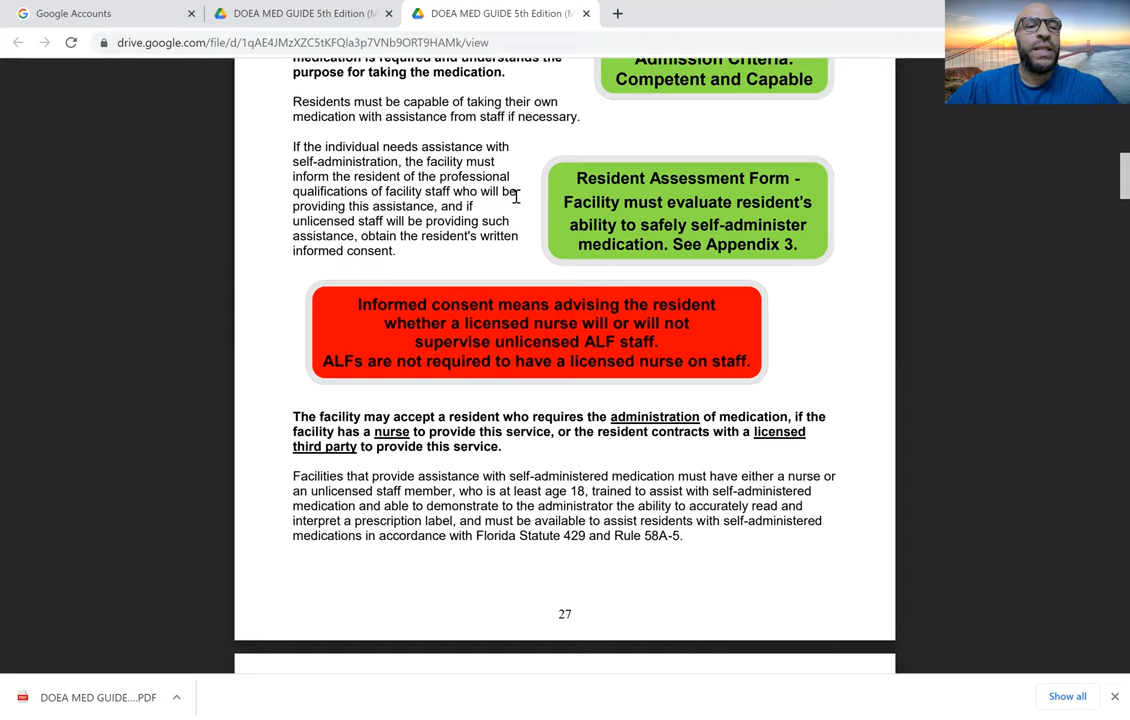 Google Accounts
DOEA MED GUIDE 5th Edition (M
DOEA MED GUIDE 5th Edition (M
drive.google.com/file/d/1qAE4JMzXZC5tKFQla3p7VNb9ORT9HAMk/view
medication is required and understands the
purpose for taking the medication.
Admission Criteria:
Competent and Capable
Residents must be capable of taking their own
medication with assistance from staff if necessary.
If the individual needs assistance with
self-administration, the facility must
inform the resident of the professional
qualifications of facility staff who will be
providing this assistance, and if
unlicensed staff will be providing such
assistance, obtain the resident's written
informed consent.
Resident Assessment Form -
Facility must evaluate resident's
ability to safely self-administer
medication. See Appendix 3.
Informed consent means advising the resident
whether a licensed nurse will or will not
supervise unlicensed ALF staff.
ALFs are not required to have a licensed nurse on staff.
The facility may accept a resident who requires the administration of medication, if the
facility has a nurse to provide this service, or the resident contracts with a licensed
third party to provide this service.
Facilities that provide assistance with self-administered medication must have either a nurse or
an unlicensed staff member, who is at least age 18, trained to assist with self-administered
medication and able to demonstrate to the administrator the ability to accurately read and
interpret a prescription label, and must be available to assist residents with self-administered
medications in accordance with Florida Statute 429 and Rule 58A-5.
27
DOEA MED GUIDE....PDF
Show all